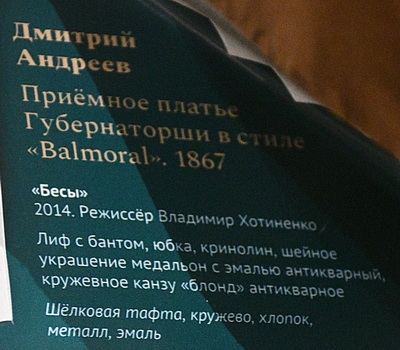 Дмитрий
Андреев
Приёмное платье
Губернаторши в стиле
«Balmoral». 1867
«Бесы»
2014. Режиссёр Владимир Хотиненко
Лиф с бантом, юбка, кринолин, шейное
украшение медальон с эмалью антикварный,
кружевное канзу «блонд» антикварное
Шёлковая тафта, кружево, хлопок,
металл, эмаль